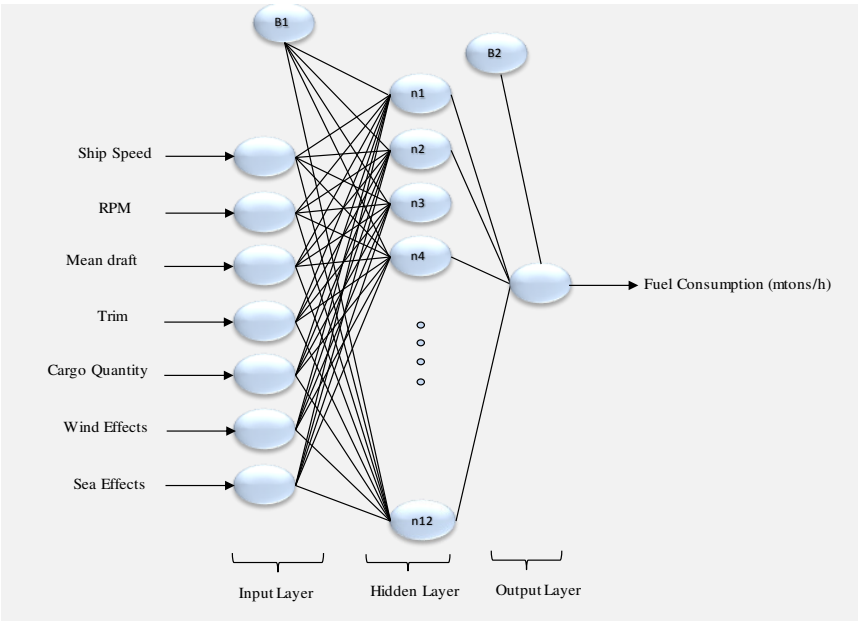 B1
B2
n1
n2
n3
n4
n12
Ship Speed
RPM
Mean draft
Trim
Cargo Quantity
Wind Effects
Sea Effects
Fuel Consumption (mtons/h)
Input Layer
Hidden Layer
Output Layer